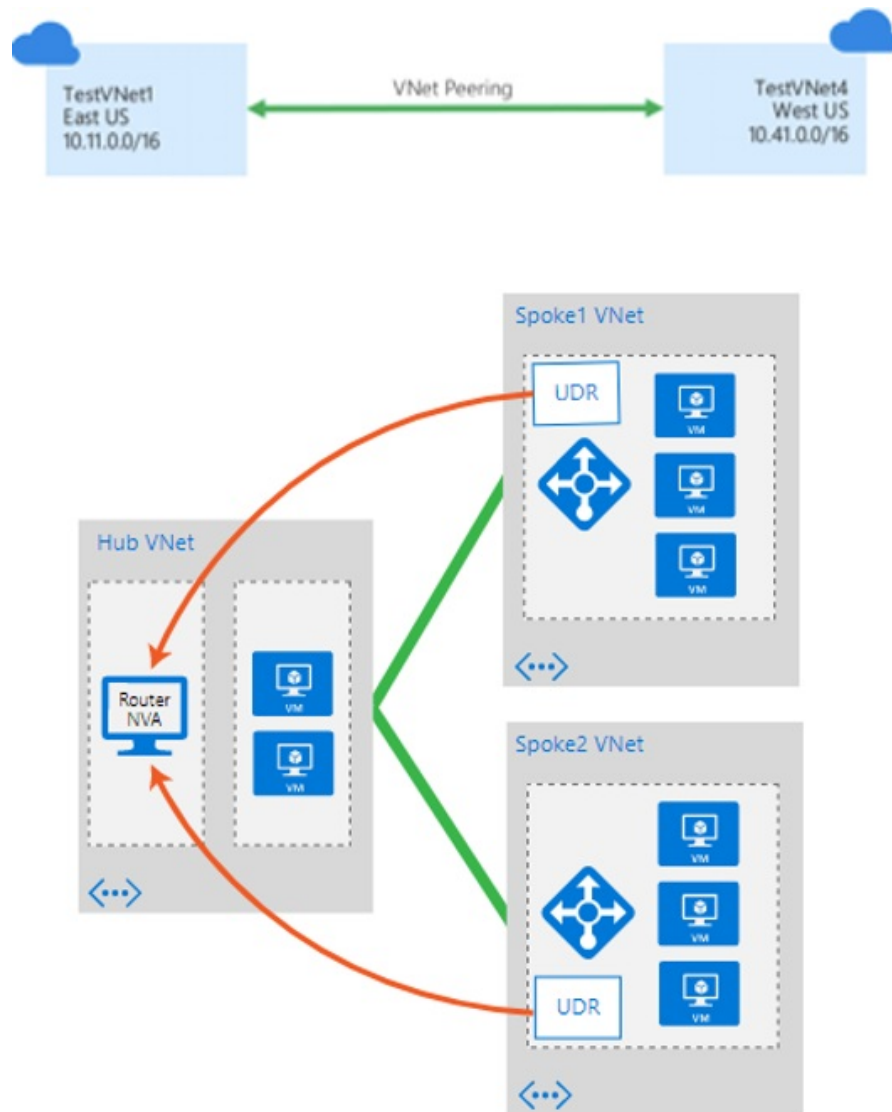 TestVNet1
East US
10.11.0.0/16
VNet Peering
TestVNet4
West US
10.41.0.0/16
Spoke1 VNet
UDR
VM
VM
VM
Hub VNet
Router
NVA
VM
VM
Spoke2 VNet
VM
VM
VM
UDR